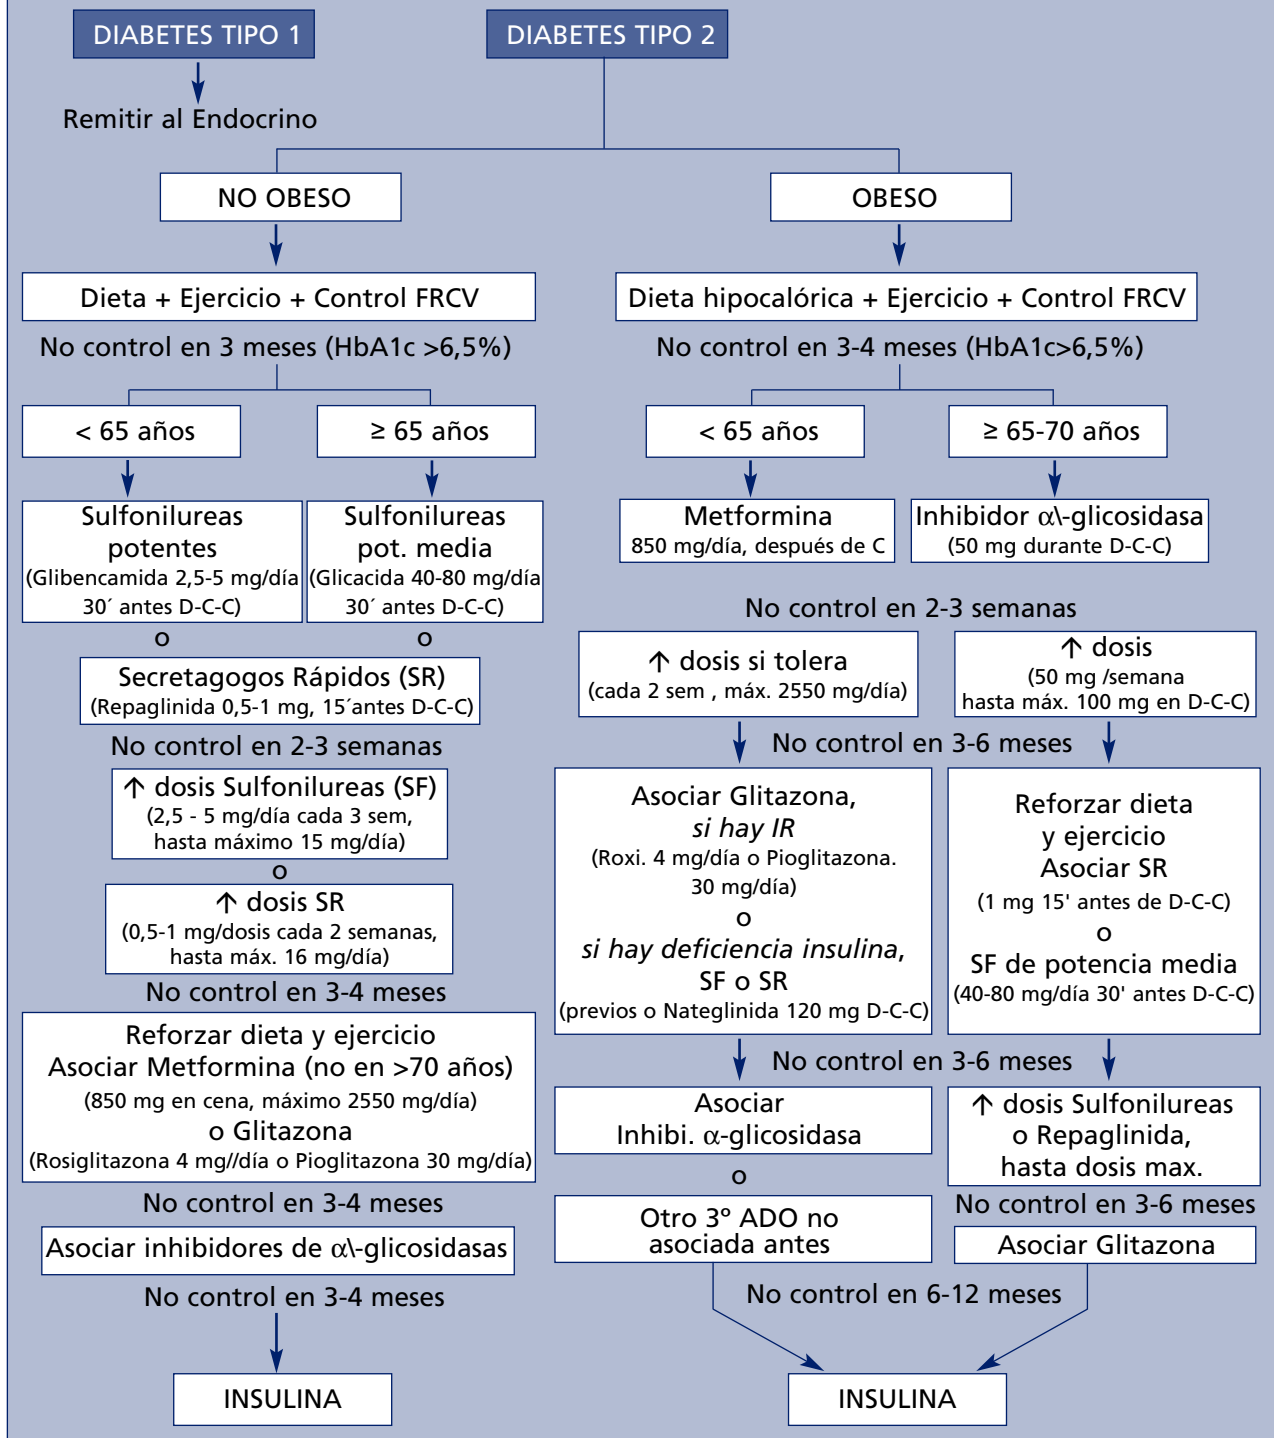 DIABETES TIPO 1
DIABETES TIPO 2
Remitir al Endocrino
NO OBESO
OBESO
Dieta + Ejercicio + Control FRCV
Dieta hipocalórica + Ejercicio + Control FRCV
No control en 3 meses (HbA1c >6,5%)
No control en 3-4 meses (HbA1c>6,5%)
< 65 años
≥ 65 años
< 65 años
≥ 65-70 años
Sulfonilureas
potentes
(Glibencamida 2,5-5 mg/día
30´ antes D-C-C)
Sulfonilureas
pot. media
(Glicacida 40-80 mg/día
30´ antes D-C-C)
Metformina
850 mg/día, después de C
Inhibidor α\-glicosidasa
(50 mg durante D-C-C)
o
o
Secretagogos Rápidos (SR)
(Repaglinida 0,5-1 mg, 15´antes D-C-C)
No control en 2-3 semanas
↑ dosis Sulfonilureas (SF)
(2,5 - 5 mg/día cada 3 sem,
hasta máximo 15 mg/día)
o
↑ dosis SR
(0,5-1 mg/dosis cada 2 semanas,
hasta máx. 16 mg/día)
No control en 3-4 meses
Reforzar dieta y ejercicio
Asociar Metformina (no en >70 años)
(850 mg en cena, máximo 2550 mg/día)
o Glitazona
(Rosiglitazona 4 mg//día o Pioglitazona 30 mg/día)
No control en 3-4 meses
Asociar inhibidores de α\-glicosidasas
No control en 3-4 meses
INSULINA
No control en 2-3 semanas
↑ dosis si tolera
(cada 2 sem , máx. 2550 mg/día)
↑ dosis
(50 mg /semana
hasta máx. 100 mg en D-C-C)
No control en 3-6 meses
Asociar Glitazona,
si hay IR
(Roxi. 4 mg/día o Pioglitazona.
30 mg/día)
o
si hay deficiencia insulina,
SF o SR
(previos o Nateglinida 120 mg D-C-C)
Reforzar dieta
y ejercicio
Asociar SR
(1 mg 15' antes de D-C-C)
o
SF de potencia media
(40-80 mg/día 30' antes D-C-C)
No control en 3-6 meses
Asociar
Inhibi. α-glicosidasa
o
Otro 3º ADO no
asociada antes
↑ dosis Sulfonilureas
o Repaglinida,
hasta dosis max.
No control en 3-6 meses
Asociar Glitazona
No control en 6-12 meses
INSULINA